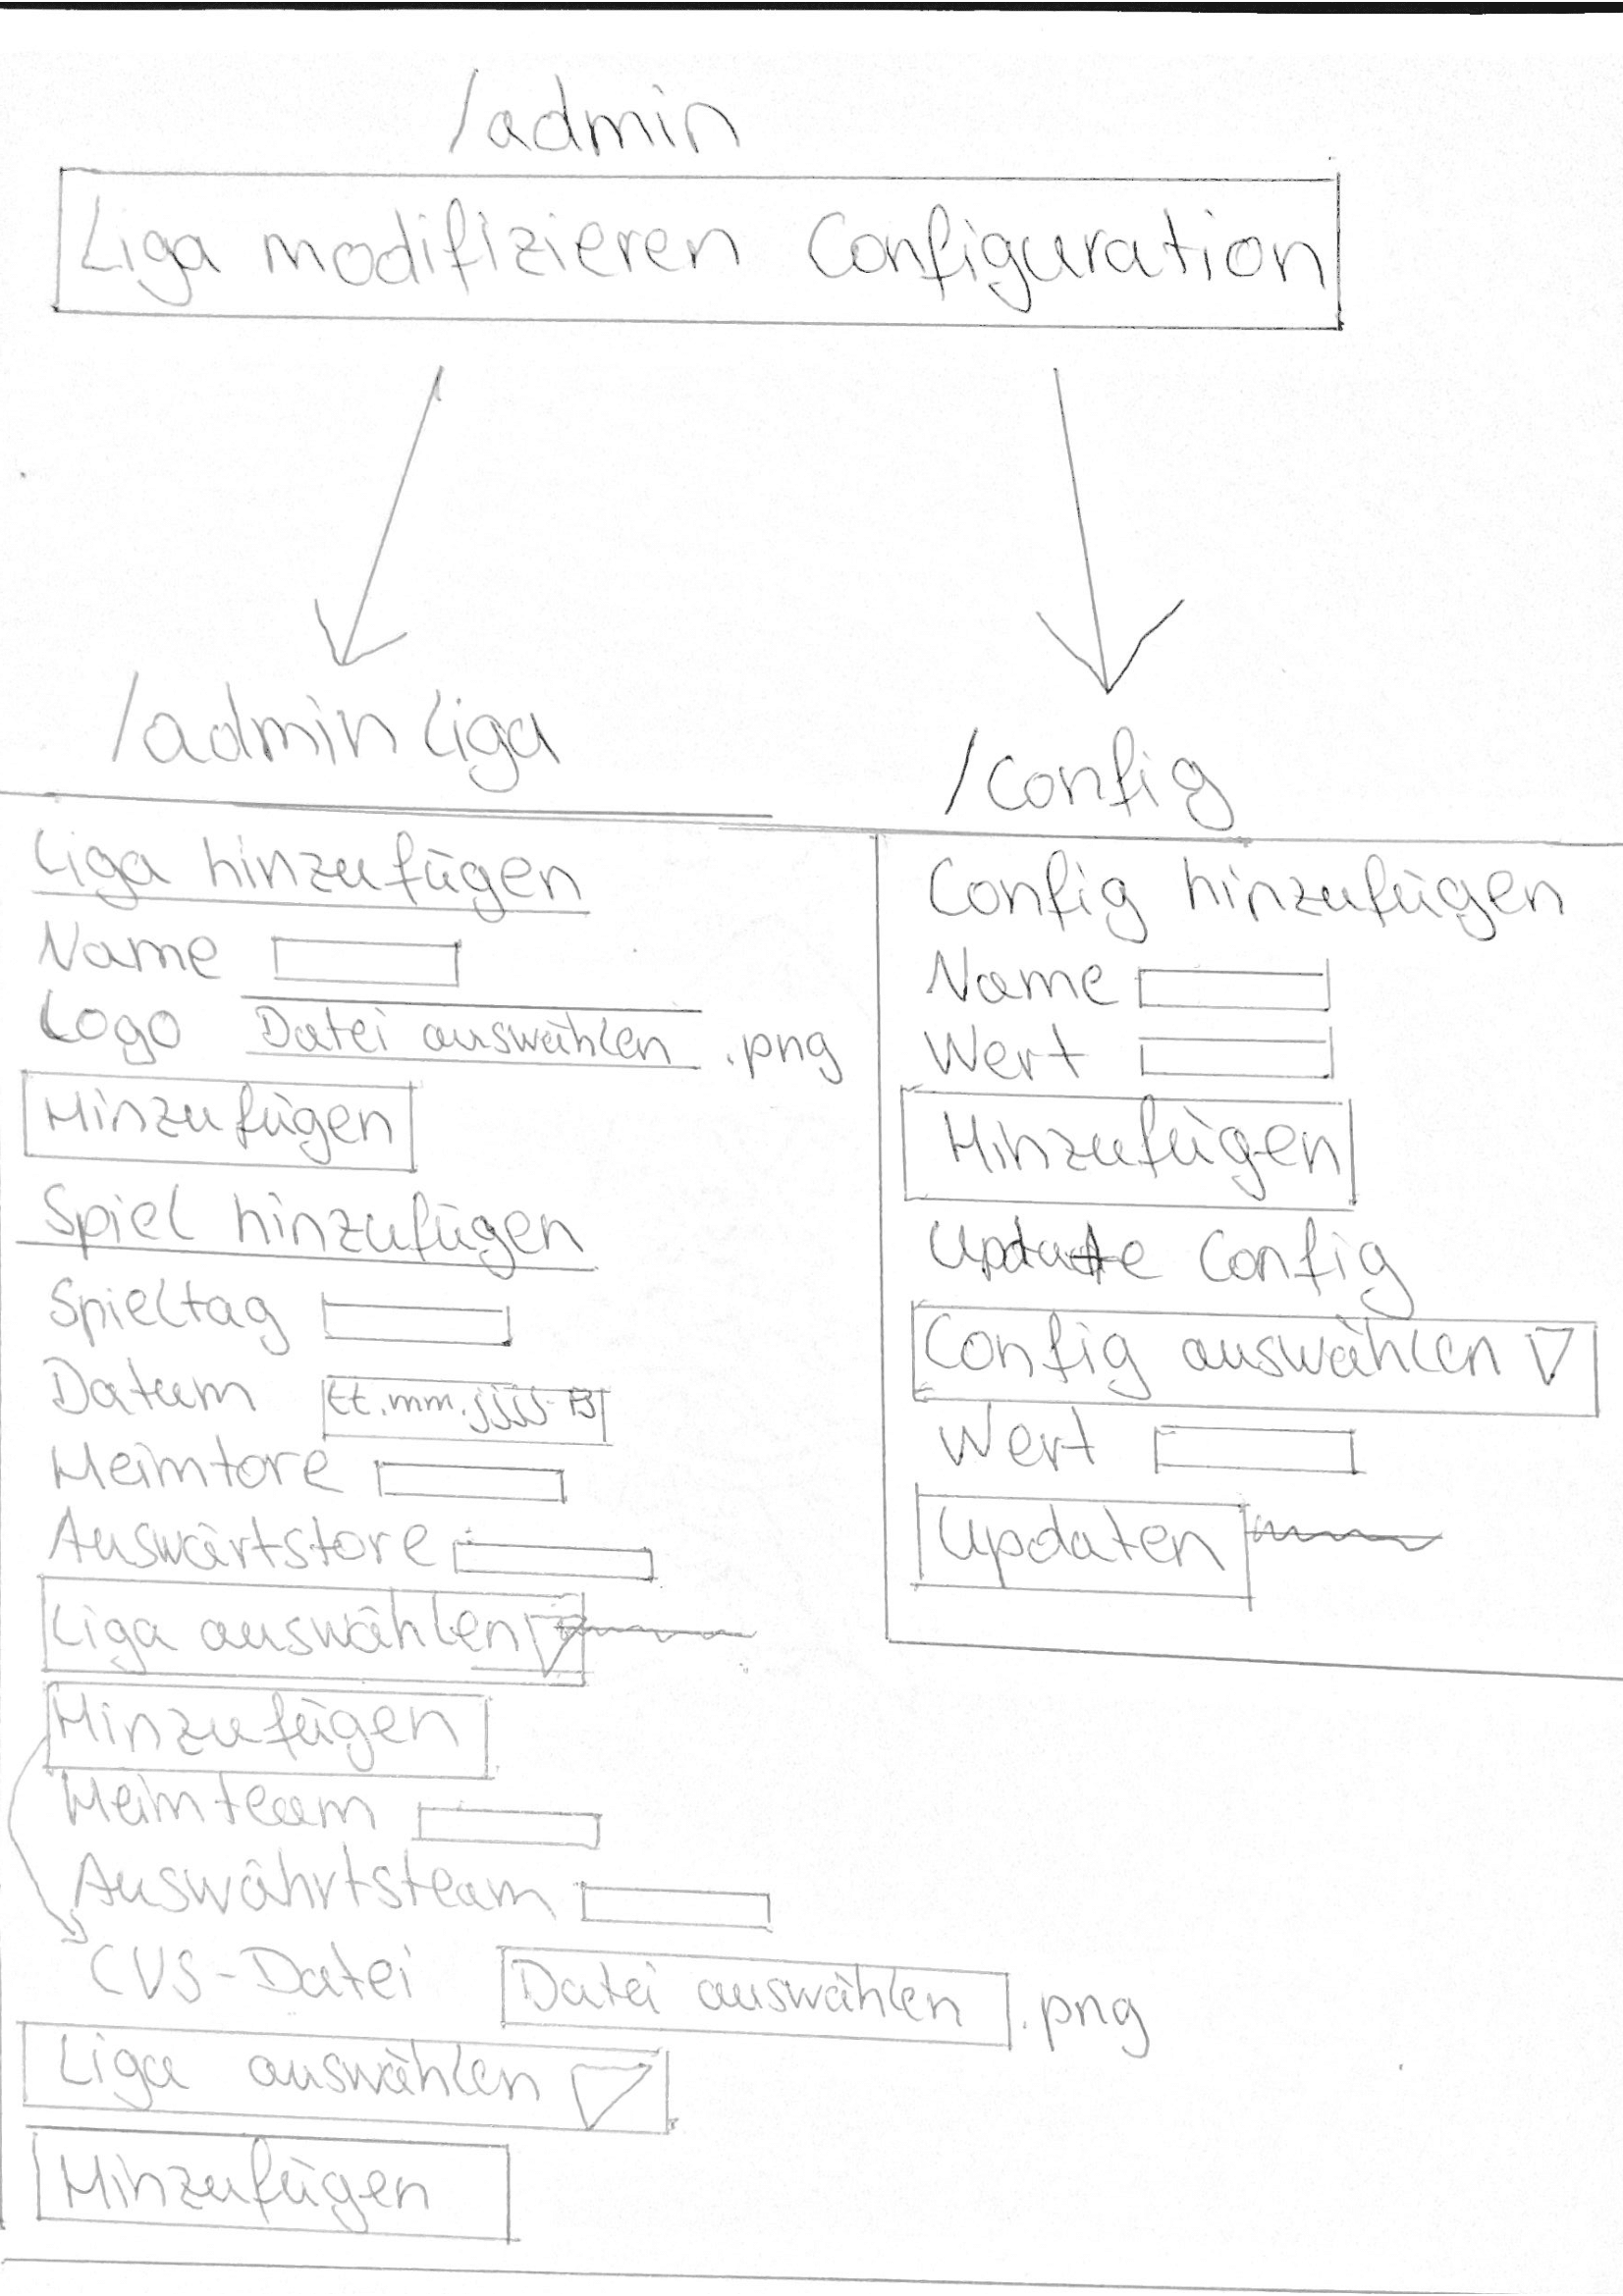 /admin
Liga modifizieren Configuration
/adminLiga
Liga hinzufügen
Name
Logo Datei auswählen .png
Hinzufügen
Spiel hinzufügen
Spieltag
Datum tt.mm.jjjj
Heimtore
Auswärtstore
Liga auswählen
Hinzufügen
Heimteam
Auswährtsteam
CVS-Datei Datei auswählen .png
Liga auswählen
Hinzufügen
/Config
Config hinzufügen
Name
Wert
Hinzufügen
Update Config
Config auswählen
Wert
Updaten